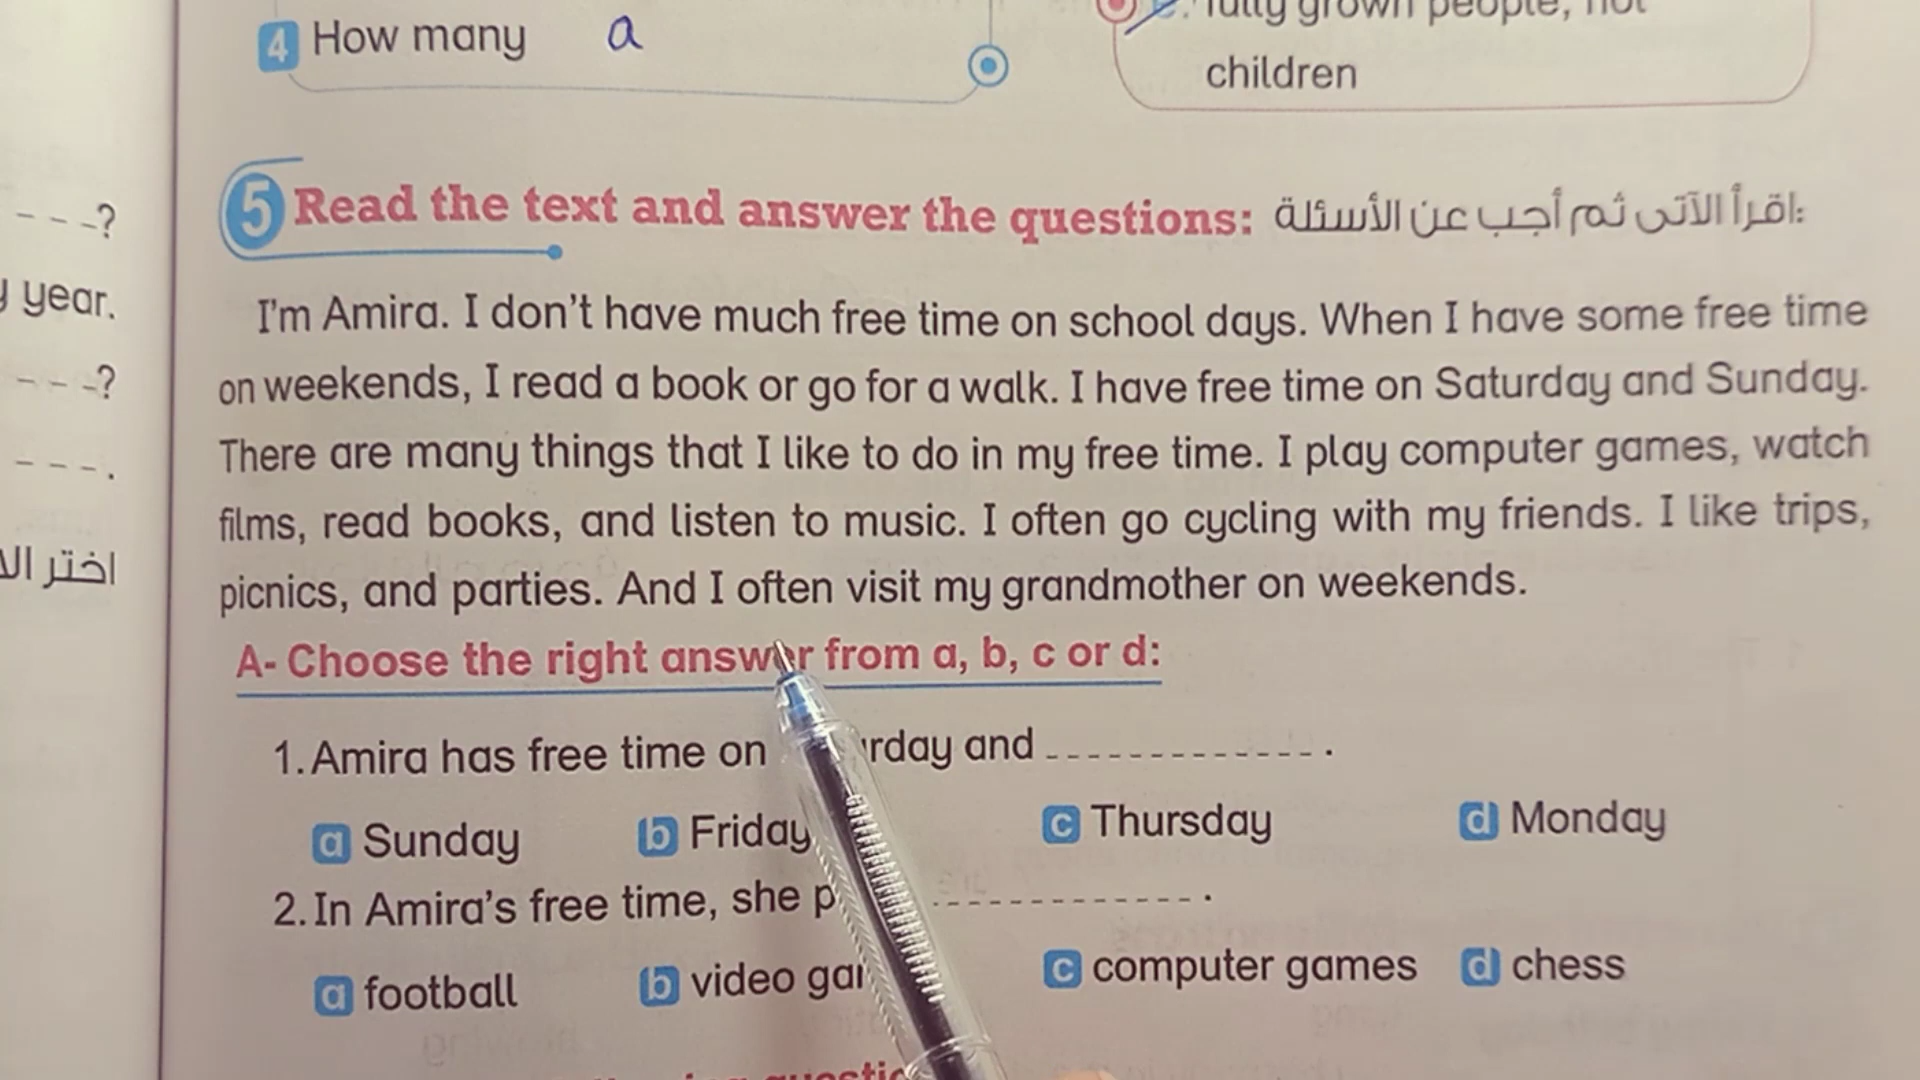 4 How many a
fully grown people, not
children
5 Read the text and answer the questions: اقرأ الآتى ثم أجب عن الأسئلة:
I'm Amira. I don't have much free time on school days. When I have some free time
on weekends, I read a book or go for a walk. I have free time on Saturday and Sunday.
There are many things that I like to do in my free time. I play computer games, watch
films, read books, and listen to music. I often go cycling with my friends. I like trips,
picnics, and parties. And I often visit my grandmother on weekends.
A- Choose the right answer from a, b, c or d:
1. Amira has free time on rday and ------------- .
a Sunday b Friday c Thursday d Monday
2. In Amira's free time, she p ------------- .
a football b video c computer games d chess
- - -?
year.
- - -?
- - - .
اختر